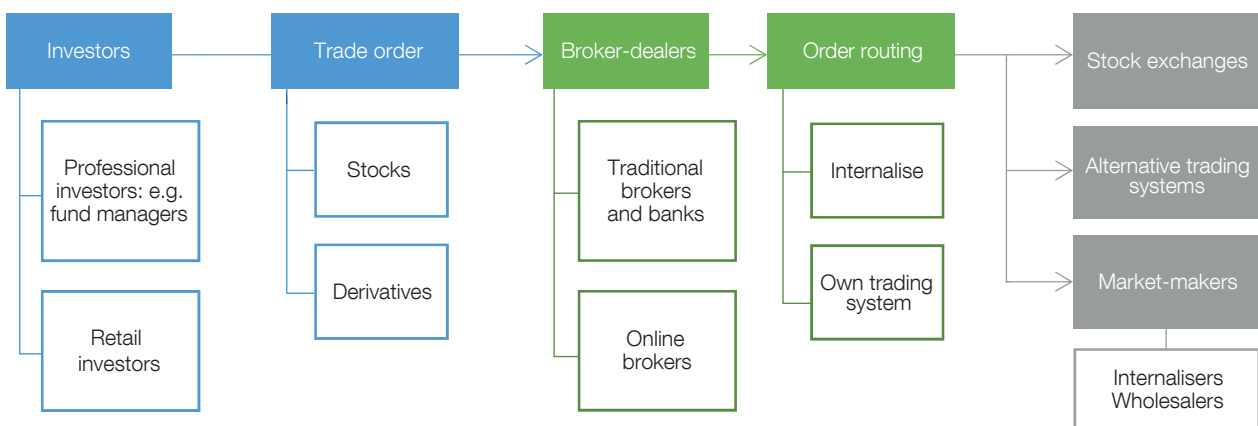 Investors
Trade order
Broker-dealers
Order routing
Stock exchanges
Professional
investors: e.g.
fund managers
Retail
investors
Stocks
Derivatives
Traditional
brokers
and banks
Online
brokers
Internalise
Own trading
system
Alternative trading
systems
Market-makers
Internalisers
Wholesalers